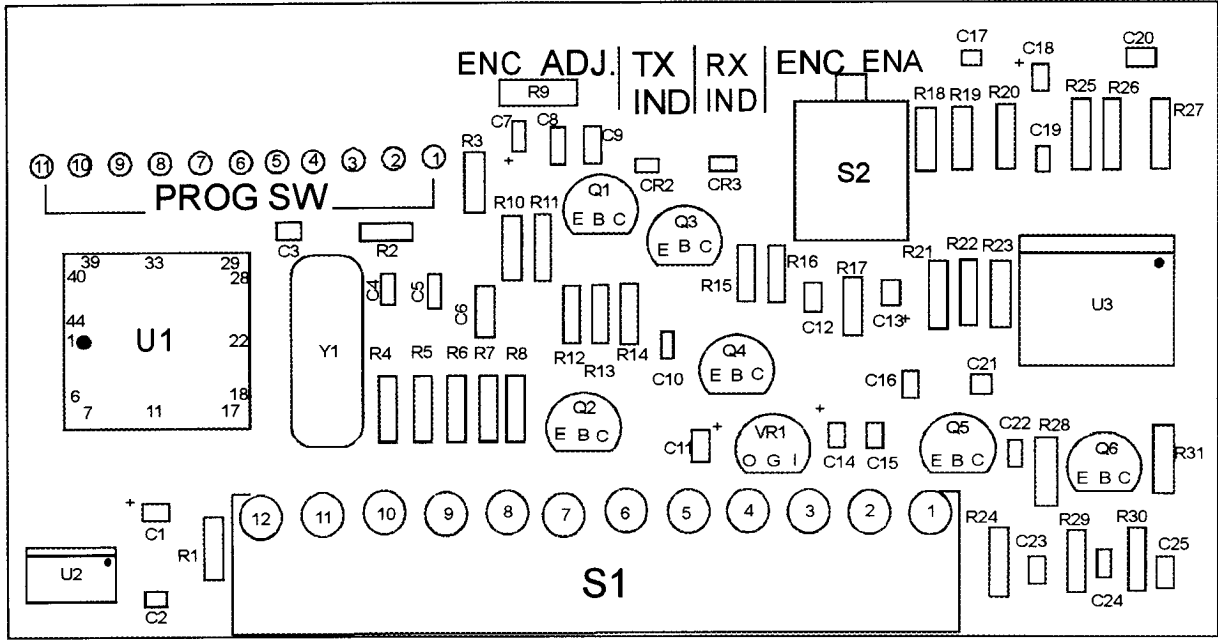 ENC ADJ. TX IND RX IND ENC ENA
C17 C18 + C20
R9
R18 R19 R20 R25 R26 R27
C7 + C8 C9 C19
R3
11 10 9 8 7 6 5 4 3 2 1
PROG SW
CR2 CR3
S2
Q1
E B C
Q3
E B C
R10 R11
C3 R2
39 33 29
40 28
44
1 U1 22
6 18
7 11 17
Y1
C4 C5 C6
R15 R16 R17
C12 C13 +
R21 R22 R23
U3
R12 R13 R14
C10
Q4
E B C
C16 C21
R4 R5 R6 R7 R8
Q2
E B C
C11 +
VR1
O G I
+ C14 C15
Q5
E B C
C22 R28
Q6
E B C
R31
+ C1
R1
U2
C2
12 11 10 9 8 7 6 5 4 3 2 1
S1
R24 C23 R29 C24 R30 C25